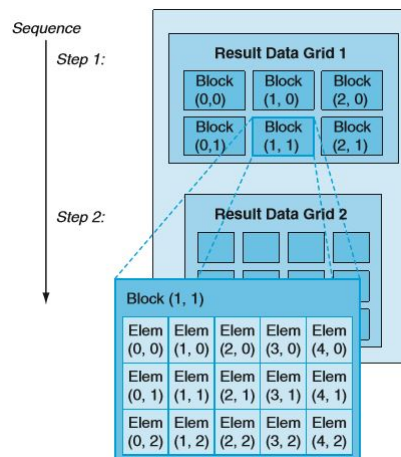 Sequence
Step 1:
Result Data Grid 1
Block
(0,0)
Block
(1, 0)
Block
(2, 0)
Block
(0,1)
Block
(1, 1)
Block
(2, 1)
Step 2:
Result Data Grid 2
Block (1, 1)
Elem
(0, 0)
Elem
(1, 0)
Elem
(2, 0)
Elem
(3, 0)
Elem
(4, 0)
Elem
(0, 1)
Elem
(1, 1)
Elem
(2, 1)
Elem
(3, 1)
Elem
(4, 1)
Elem
(0, 2)
Elem
(1, 2)
Elem
(2, 2)
Elem
(3, 2)
Elem
(4, 2)